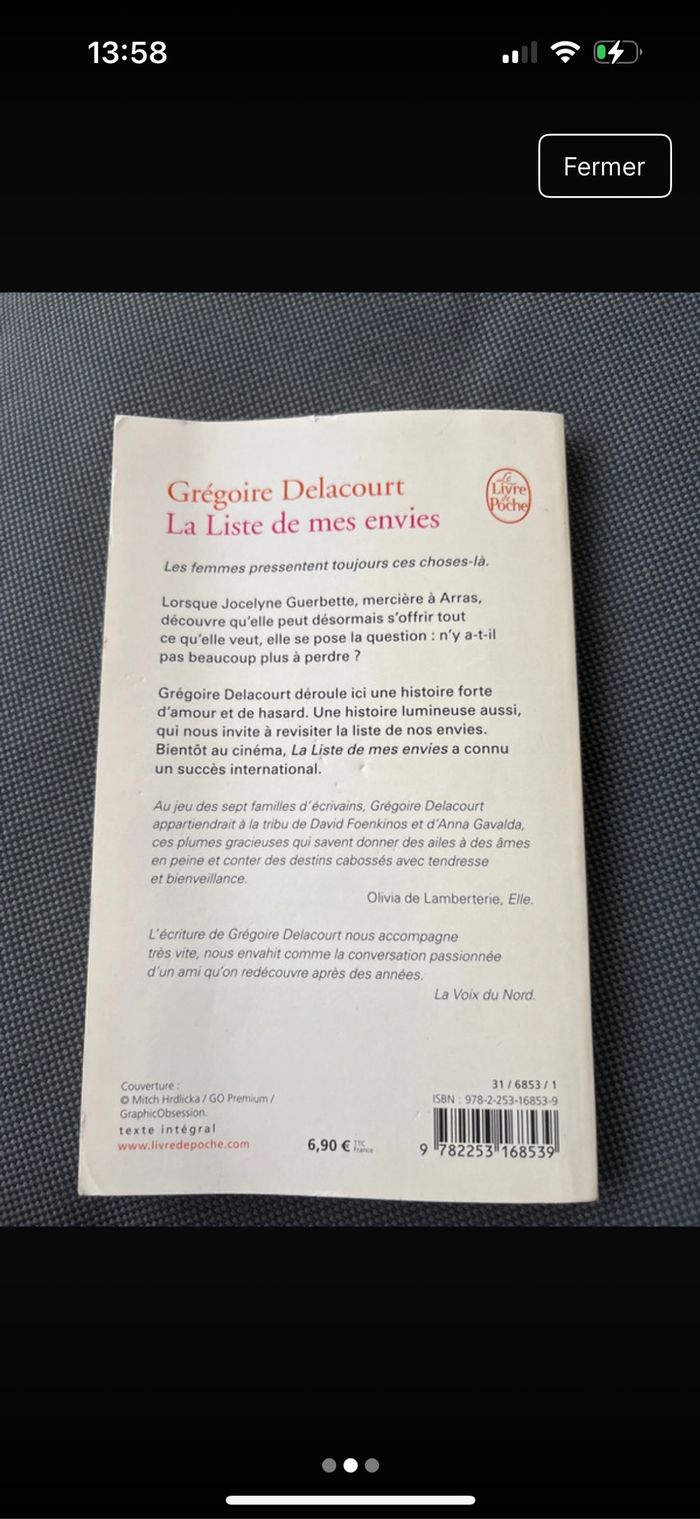 13:58
Fermer
Grégoire Delacourt
La Liste de mes envies
Le
Livre
de
Poche
Les femmes pressentent toujours ces choses-là.
Lorsque Jocelyne Guerbette, mercière à Arras,
découvre qu'elle peut désormais s'offrir tout
ce qu'elle veut, elle se pose la question : n'y a-t-il
pas beaucoup plus à perdre ?
Grégoire Delacourt déroule ici une histoire forte
d'amour et de hasard. Une histoire lumineuse aussi,
qui nous invite à revisiter la liste de nos envies.
Bientôt au cinéma, La Liste de mes envies a connu
un succès international.
Au jeu des sept familles d'écrivains, Grégoire Delacourt
appartiendrait à la tribu de David Foenkinos et d'Anna Gavalda,
ces plumes gracieuses qui savent donner des ailes à des âmes
en peine et conter des destins cabossés avec tendresse
et bienveillance.
Olivia de Lamberterie, Elle.
L'écriture de Grégoire Delacourt nous accompagne
très vite, nous envahit comme la conversation passionnée
d'un ami qu'on redécouvre après des années.
La Voix du Nord.
Couverture :
© Mitch Hrdlicka / GO Premium /
GraphicObsession.
texte intégral
www.livredepoche.com
6,90 € TTC
France
31 / 6853 / 1
ISBN : 978-2-253-16853-9
9 782253 168539